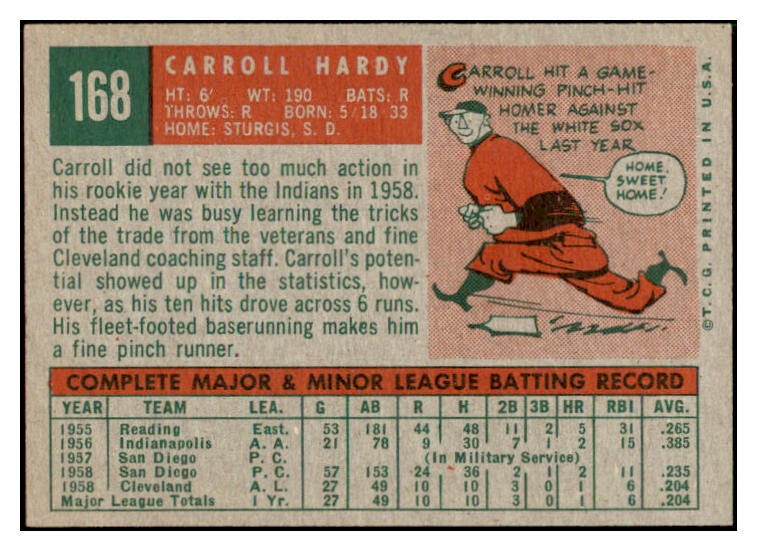 168
CARROLL HARDY
HT: 6' WT: 190 BATS: R
THROWS: R BORN: 5/18 33
HOME: STURGIS, S. D.
Carroll did not see too much action in
his rookie year with the Indians in 1958.
Instead he was busy learning the tricks
of the trade from the veterans and fine
Cleveland coaching staff. Carroll's poten-
tial showed up in the statistics, how-
ever, as his ten hits drove across 6 runs.
His fleet-footed baserunning makes him
a fine pinch runner.
CARROLL HIT A GAME-
WINNING PINCH-HIT
HOMER AGAINST
THE WHITE SOX
LAST YEAR
HOME,
SWEET
HOME!
©T.C.G. PRINTED IN U.S.A.
COMPLETE MAJOR & MINOR LEAGUE BATTING RECORD
YEAR TEAM LEA. G AB R H 2B 3B HR RBI AVG.
1955 Reading East. 53 181 44 48 11 2 5 31 .265
1956 Indianapolis A. A. 21 78 9 30 7 1 2 15 .385
1957 San Diego P. C. (In Military Service)
1958 San Diego P. C. 57 153 24 36 2 1 2 11 .235
1958 Cleveland A. L. 27 49 10 10 3 0 1 6 .204
Major League Totals 1 Yr. 27 49 10 10 3 0 1 6 .204